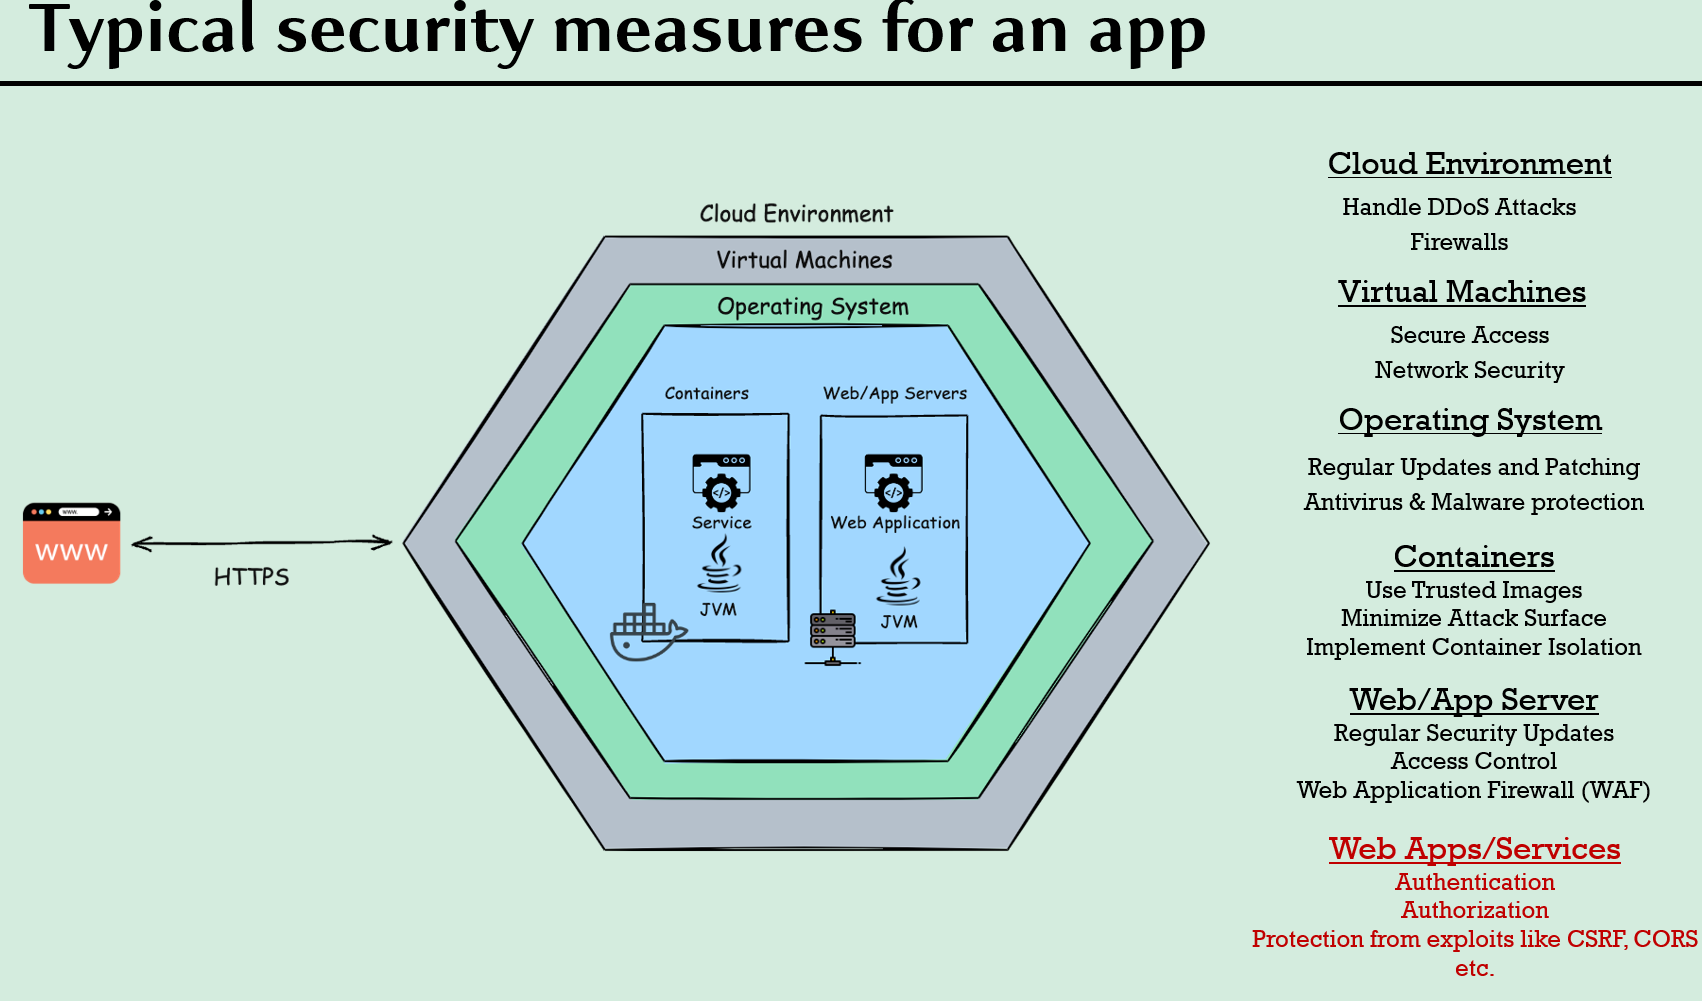 Typical security measures for an app
Cloud Environment
Virtual Machines
Operating System
Containers
Web/App Servers
</>
</>
Service
Web Application
JVM
JVM
www.
www
HTTPS
Cloud Environment
Handle DDoS Attacks
Firewalls
Virtual Machines
Secure Access
Network Security
Operating System
Regular Updates and Patching
Antivirus & Malware protection
Containers
Use Trusted Images
Minimize Attack Surface
Implement Container Isolation
Web/App Server
Regular Security Updates
Access Control
Web Application Firewall (WAF)
Web Apps/Services
Authentication
Authorization
Protection from exploits like CSRF, CORS
etc.